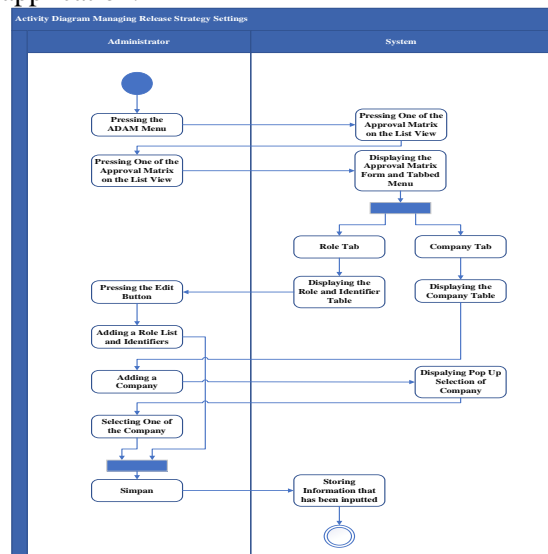 Activity Diagram Managing Release Strategy Settings
Administrator
System
Pressing the
ADAM Menu
Pressing One of the
Approval Matrix
on the List View
Pressing One of the
Approval Matrix
on the List View
Displaying the
Approval Matrix
Form and Tabbed
Menu
Role Tab
Company Tab
Pressing the Edit
Button
Displaying the
Role and Identifier
Table
Displaying the
Company Table
Adding a Role List
and Identifiers
Adding a
Company
Dispalying Pop Up
Selection of
Company
Selecting One of
the Company
Simpan
Storing
Information that
has been inputted